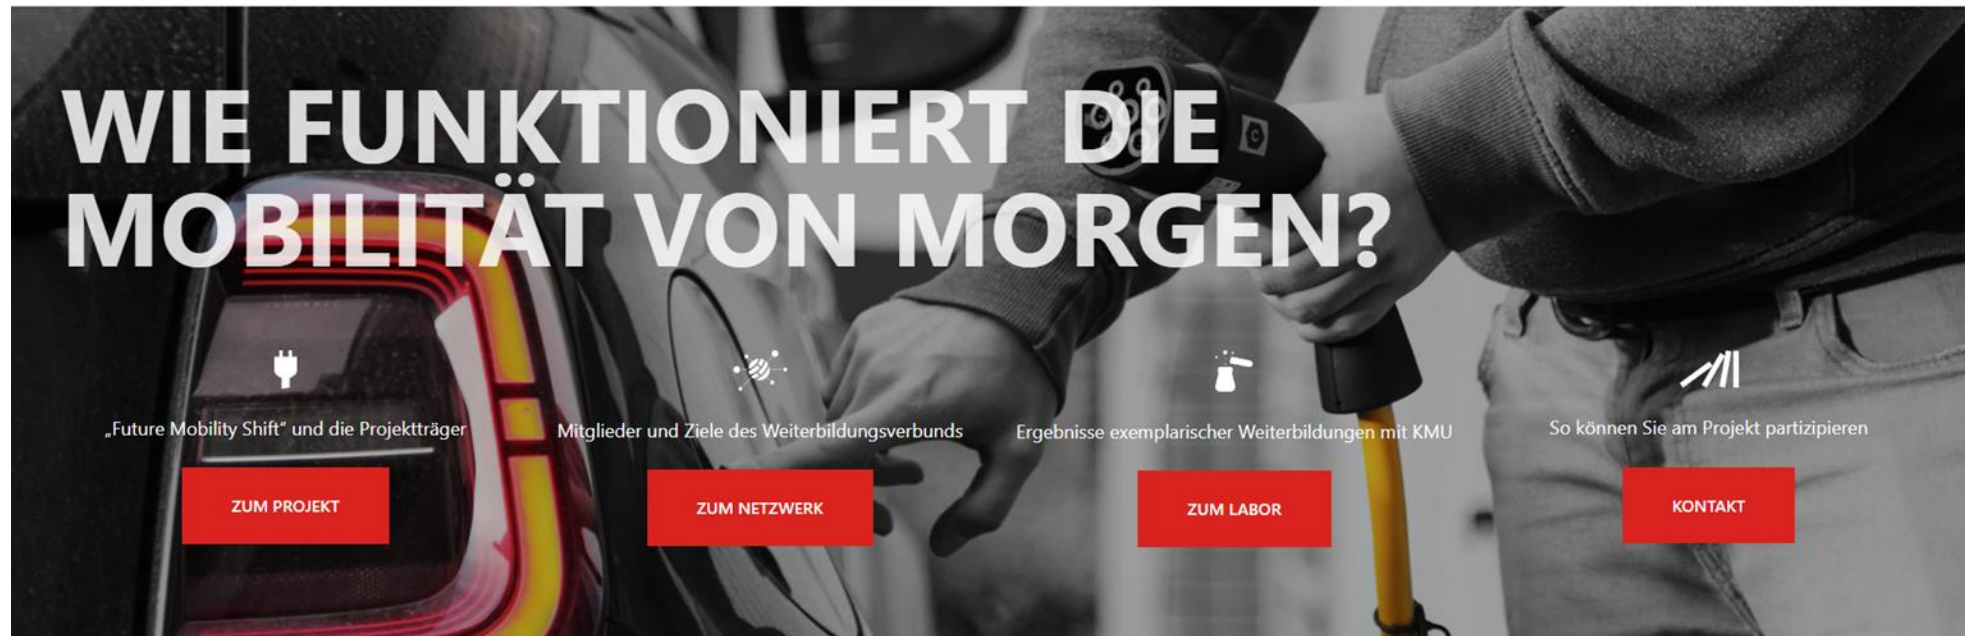 WIE FUNKTIONIERT DIE
MOBILITÄT VON MORGEN?
„Future Mobility Shift“ und die Projektträger
ZUM PROJEKT
Mitglieder und Ziele des Weiterbildungsverbunds
ZUM NETZWERK
Ergebnisse exemplarischer Weiterbildungen mit KMU
ZUM LABOR
So können Sie am Projekt partizipieren
KONTAKT